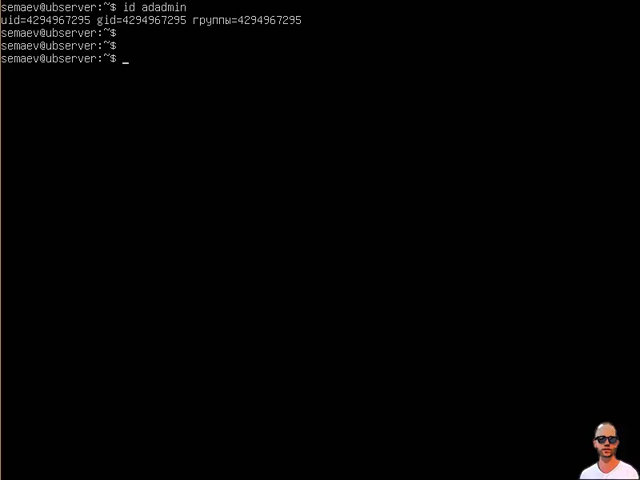 semaev@ubserver:~$ id adadmin
uid=4294967295 gid=4294967295 группы=4294967295
semaev@ubserver:~$
semaev@ubserver:~$
semaev@ubserver:~$ _